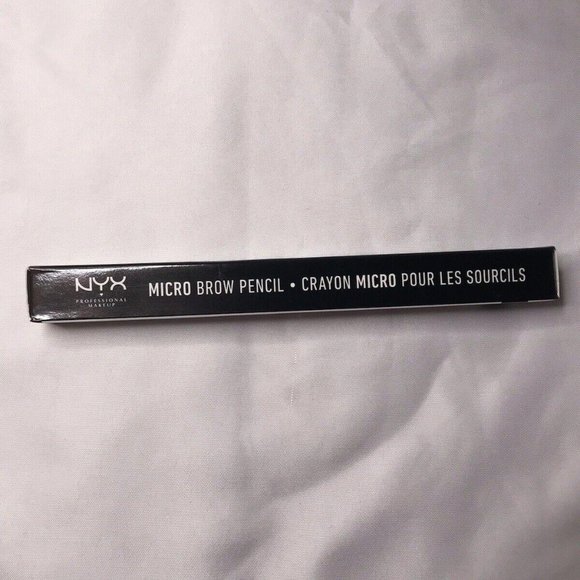 NYX
PROFESSIONAL
MAKEUP
MICRO BROW PENCIL • CRAYON MICRO POUR LES SOURCILS